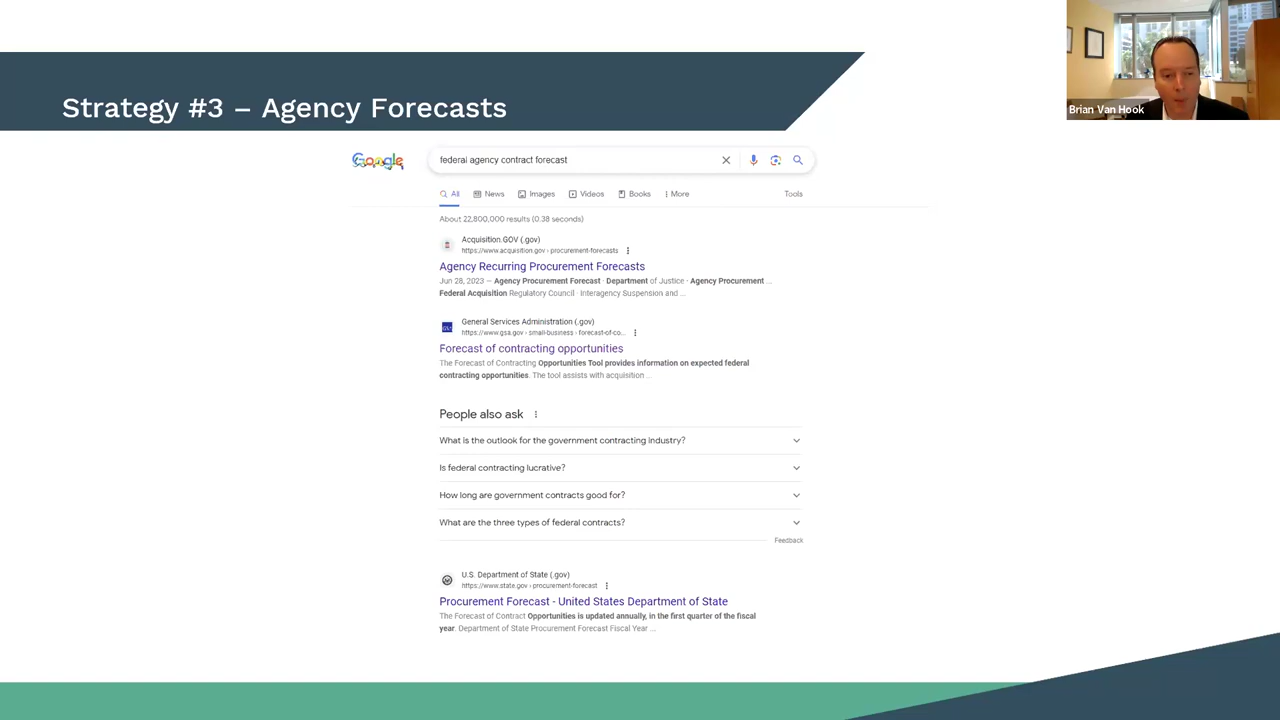 Brian Van Hook
Strategy #3 – Agency Forecasts
Google
federal agency contract forecast
All
News
Images
Videos
Books
More
Tools
About 22,800,000 results (0.38 seconds)
Acquisition.GOV (.gov)
https://www.acquisition.gov › procurement-forecasts
Agency Recurring Procurement Forecasts
Jun 28, 2023 — Agency Procurement Forecast · Department of Justice · Agency Procurement ...
Federal Acquisition Regulatory Council · Interagency Suspension and ...
General Services Administration (.gov)
https://www.gsa.gov › small-business › forecast-of-co...
Forecast of contracting opportunities
The Forecast of Contracting Opportunities Tool provides information on expected federal
contracting opportunities. The tool assists with acquisition ...
People also ask
What is the outlook for the government contracting industry?
Is federal contracting lucrative?
How long are government contracts good for?
What are the three types of federal contracts?
Feedback
U.S. Department of State (.gov)
https://www.state.gov › procurement-forecast
Procurement Forecast - United States Department of State
The Forecast of Contract Opportunities is updated annually, in the first quarter of the fiscal
year. Department of State Procurement Forecast Fiscal Year ...